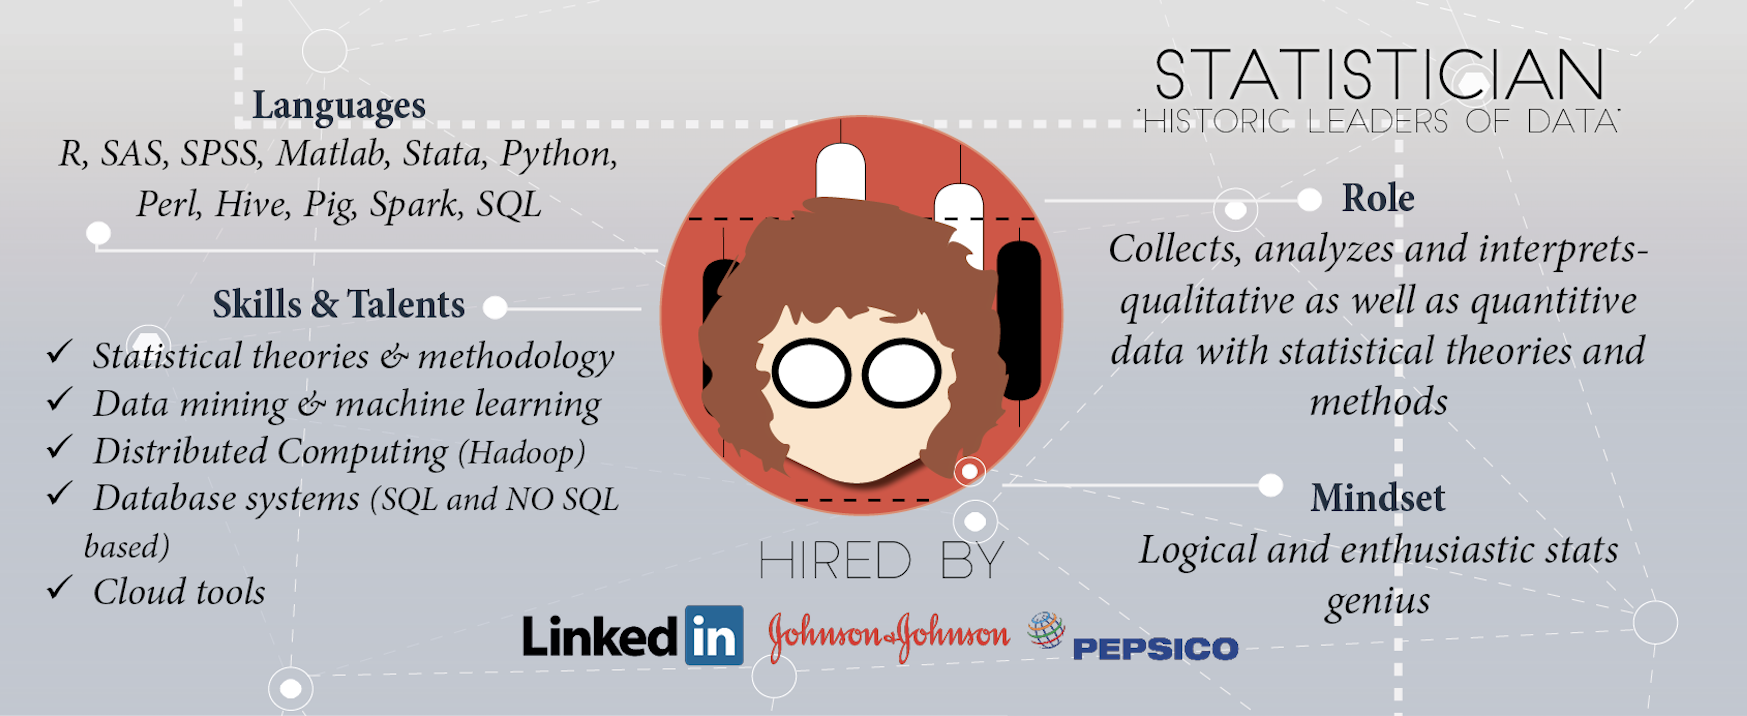 STATISTICIAN
"HISTORIC LEADERS OF DATA"
Languages
R, SAS, SPSS, Matlab, Stata, Python,
Perl, Hive, Pig, Spark, SQL
Skills & Talents
✓ Statistical theories & methodology
✓ Data mining & machine learning
✓ Distributed Computing (Hadoop)
✓ Database systems (SQL and NO SQL
based)
✓ Cloud tools
Role
Collects, analyzes and interprets-
qualitative as well as quantitive
data with statistical theories and
methods
Mindset
Logical and enthusiastic stats
genius
HIRED BY
Linked in
Johnson & Johnson
PEPSICO